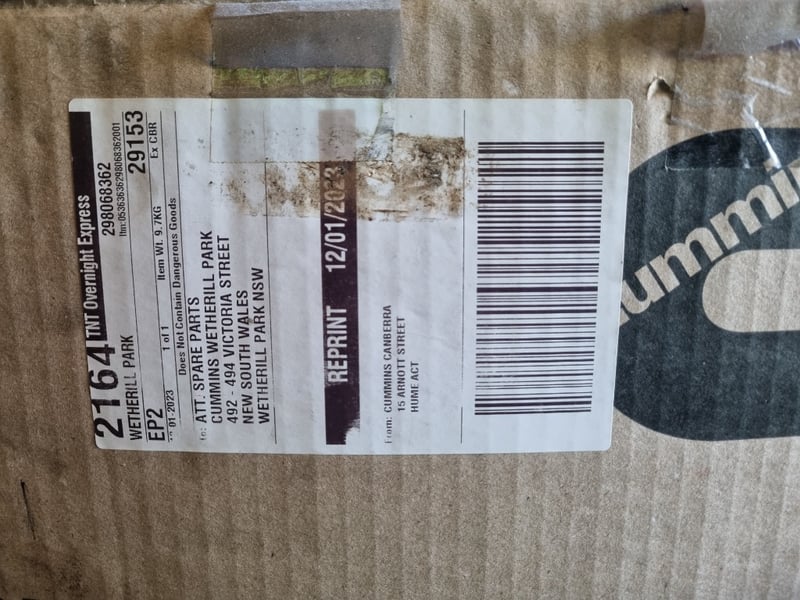 2164 TNT Overnight Express
WETHERILL PARK 298068362
Itm: 05363636298068362001
EP2 29153
01-2023 1 of 1 Item Wt. 9.7KG Ex CBR
Does Not Contain Dangerous Goods
to: ATT. SPARE PARTS
CUMMINS WETHERILL PARK
492 - 494 VICTORIA STREET
NEW SOUTH WALES
WETHERILL PARK NSW
REPRINT 12/01/2023
From: CUMMINS CANBERRA
15 ARNOTT STREET
HUME ACT